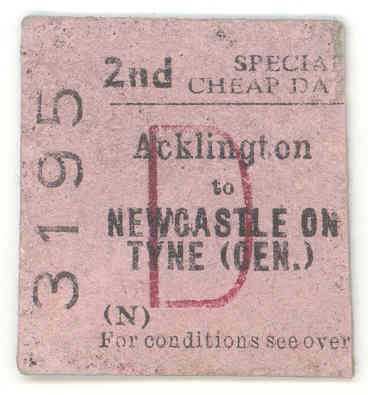 2nd SPECIA
CHEAP DA
Acklington
to
NEWCASTLE ON
TYNE (CEN.)
D
(N)
For conditions see over
3195